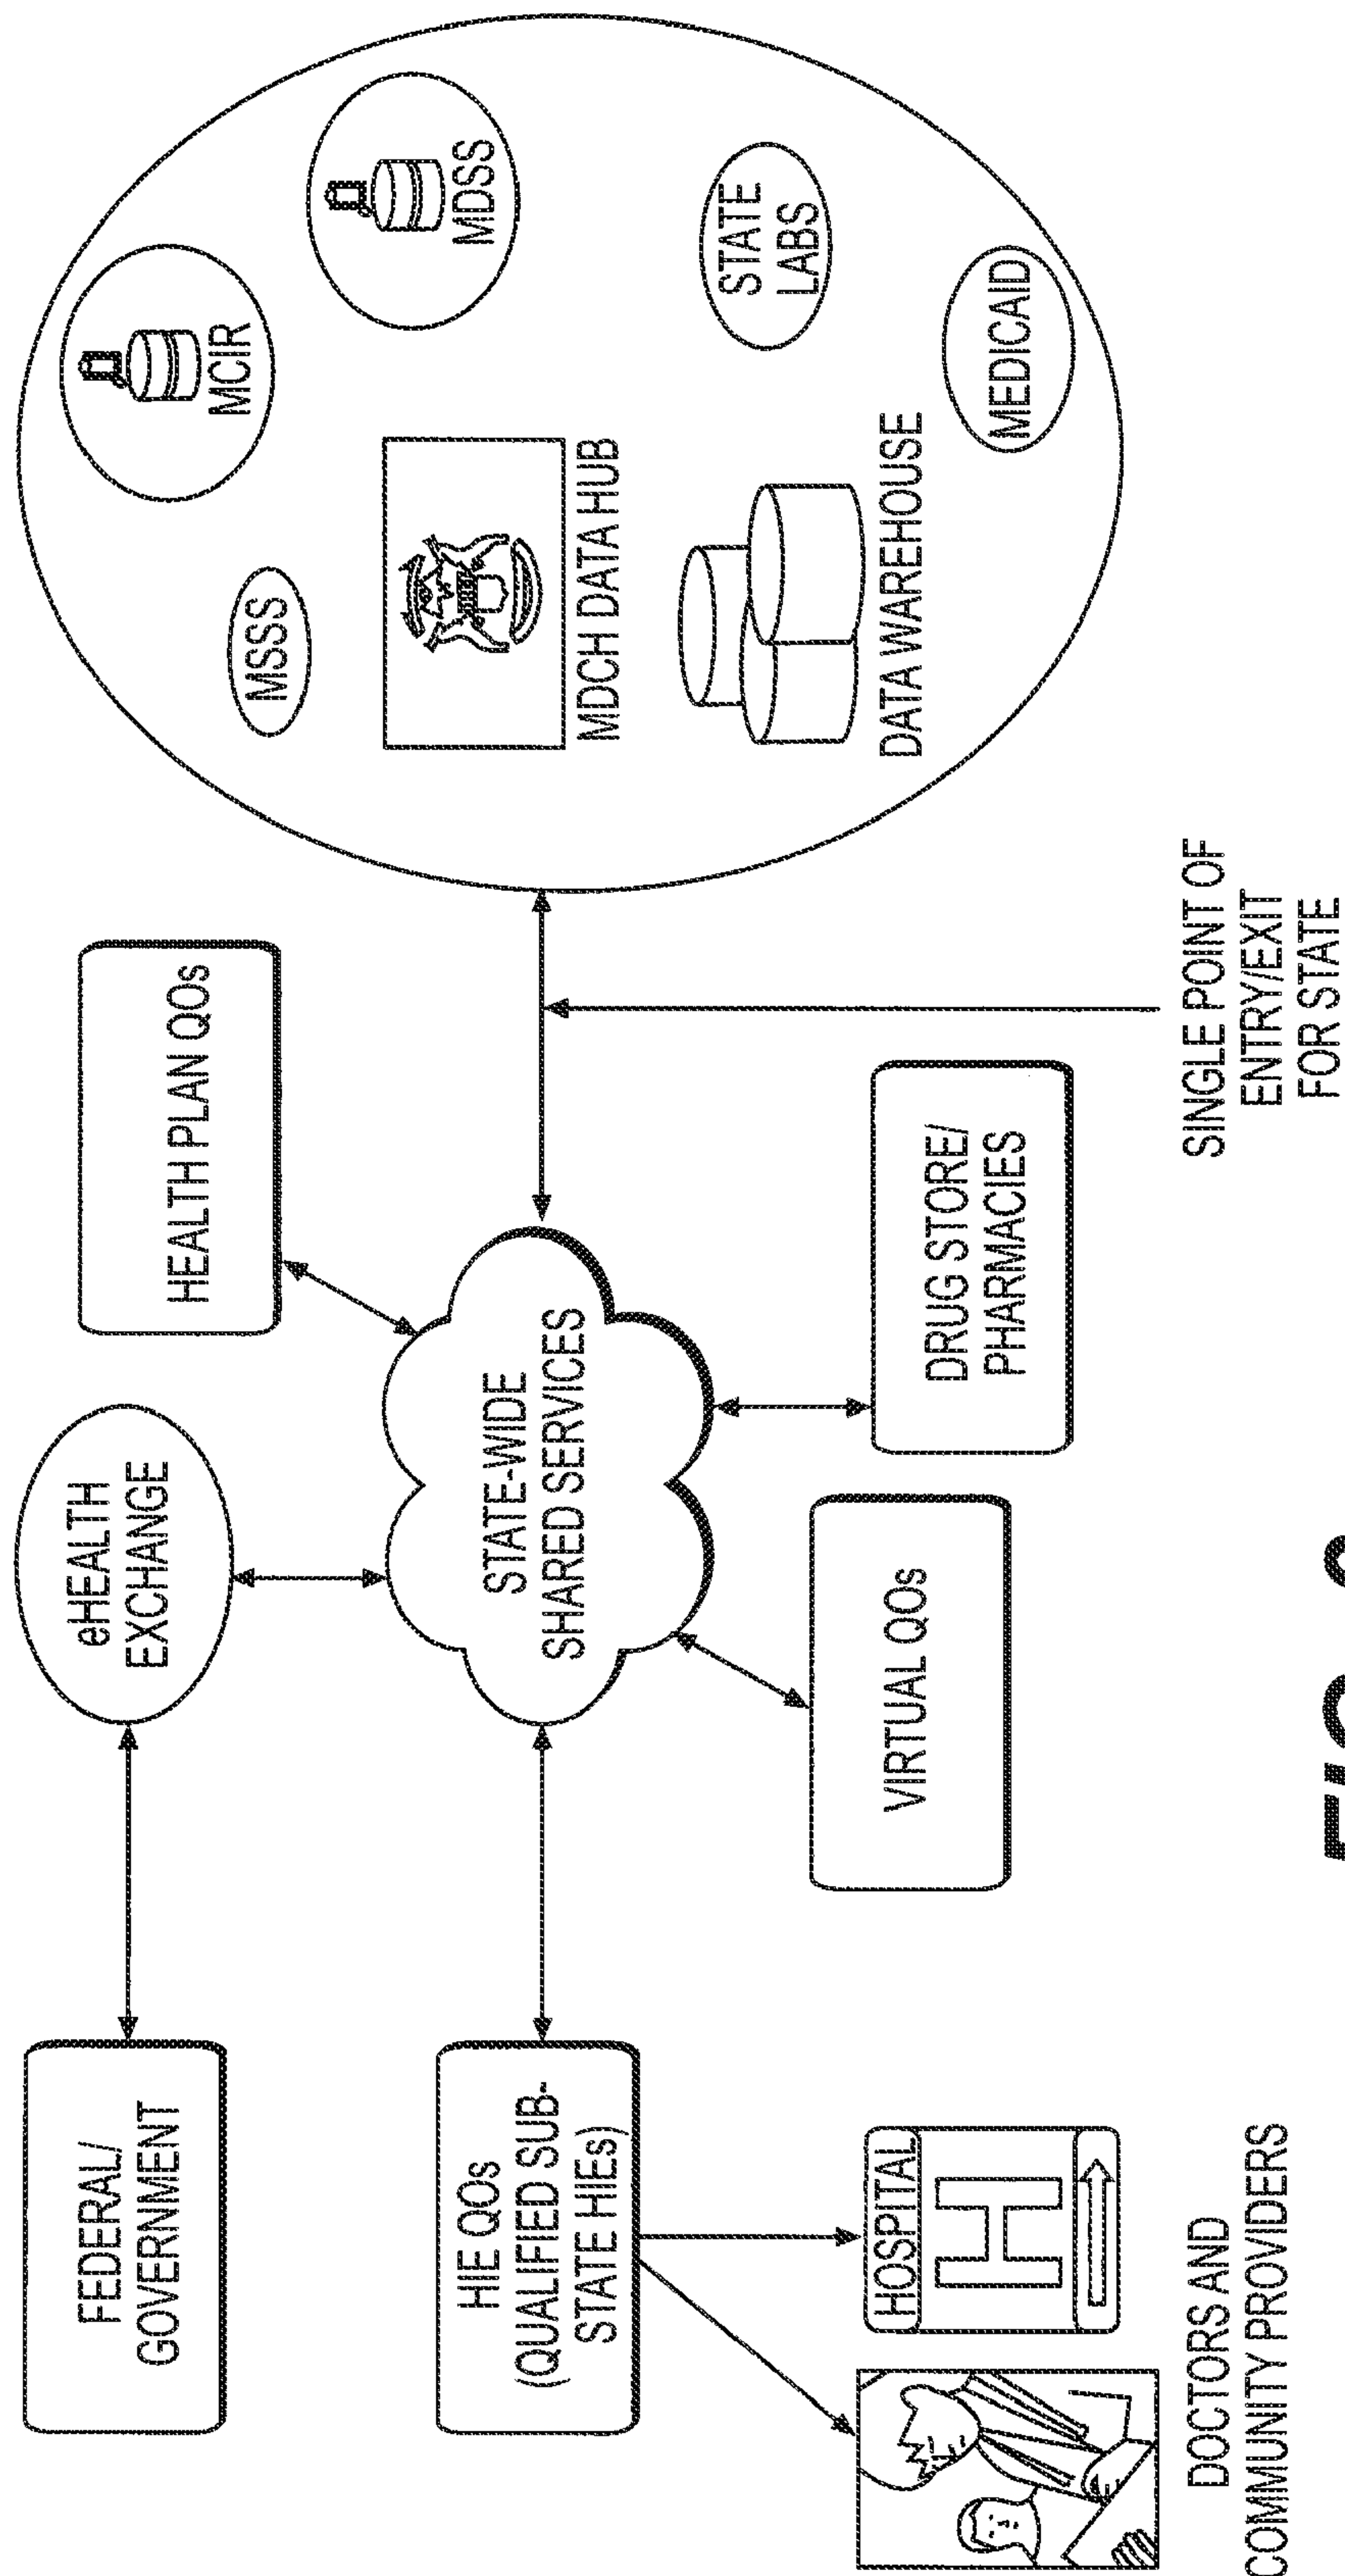 FEDERAL/
GOVERNMENT
eHEALTH
EXCHANGE
HEALTH PLAN QOs
HIE QOs
(QUALIFIED SUB-
STATE HIEs)
STATE-WIDE
SHARED SERVICES
HOSPITAL
H
DOCTORS AND
COMMUNITY PROVIDERS
VIRTUAL QOs
DRUG STORE/
PHARMACIES
SINGLE POINT OF
ENTRY/EXIT
FOR STATE
MSSS
MCIR
MDSS
MDCH DATA HUB
DATA WAREHOUSE
STATE
LABS
MEDICAID